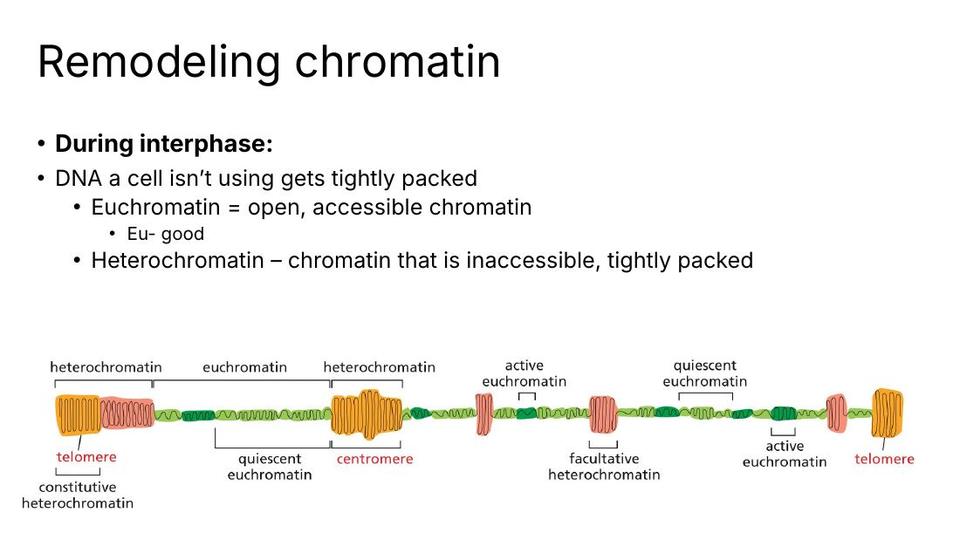 Remodeling chromatin
• During interphase:
• DNA a cell isn’t using gets tightly packed
• Euchromatin = open, accessible chromatin
• Eu- good
• Heterochromatin – chromatin that is inaccessible, tightly packed
heterochromatin
euchromatin
heterochromatin
active
euchromatin
quiescent
euchromatin
telomere
constitutive
heterochromatin
quiescent
euchromatin
centromere
facultative
heterochromatin
active
euchromatin
telomere